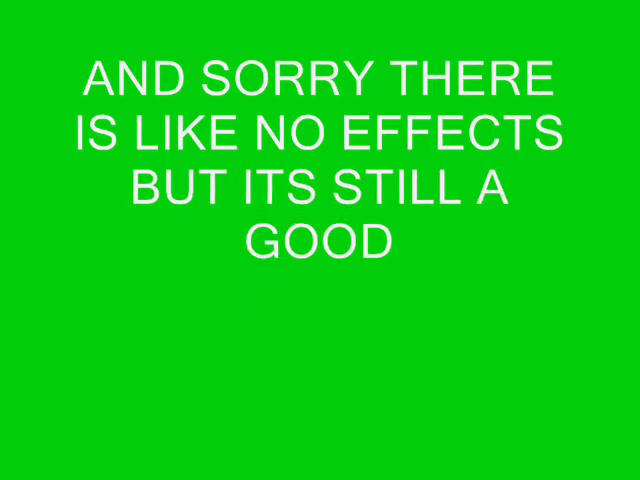 AND SORRY THERE
IS LIKE NO EFFECTS
BUT ITS STILL A
GOOD